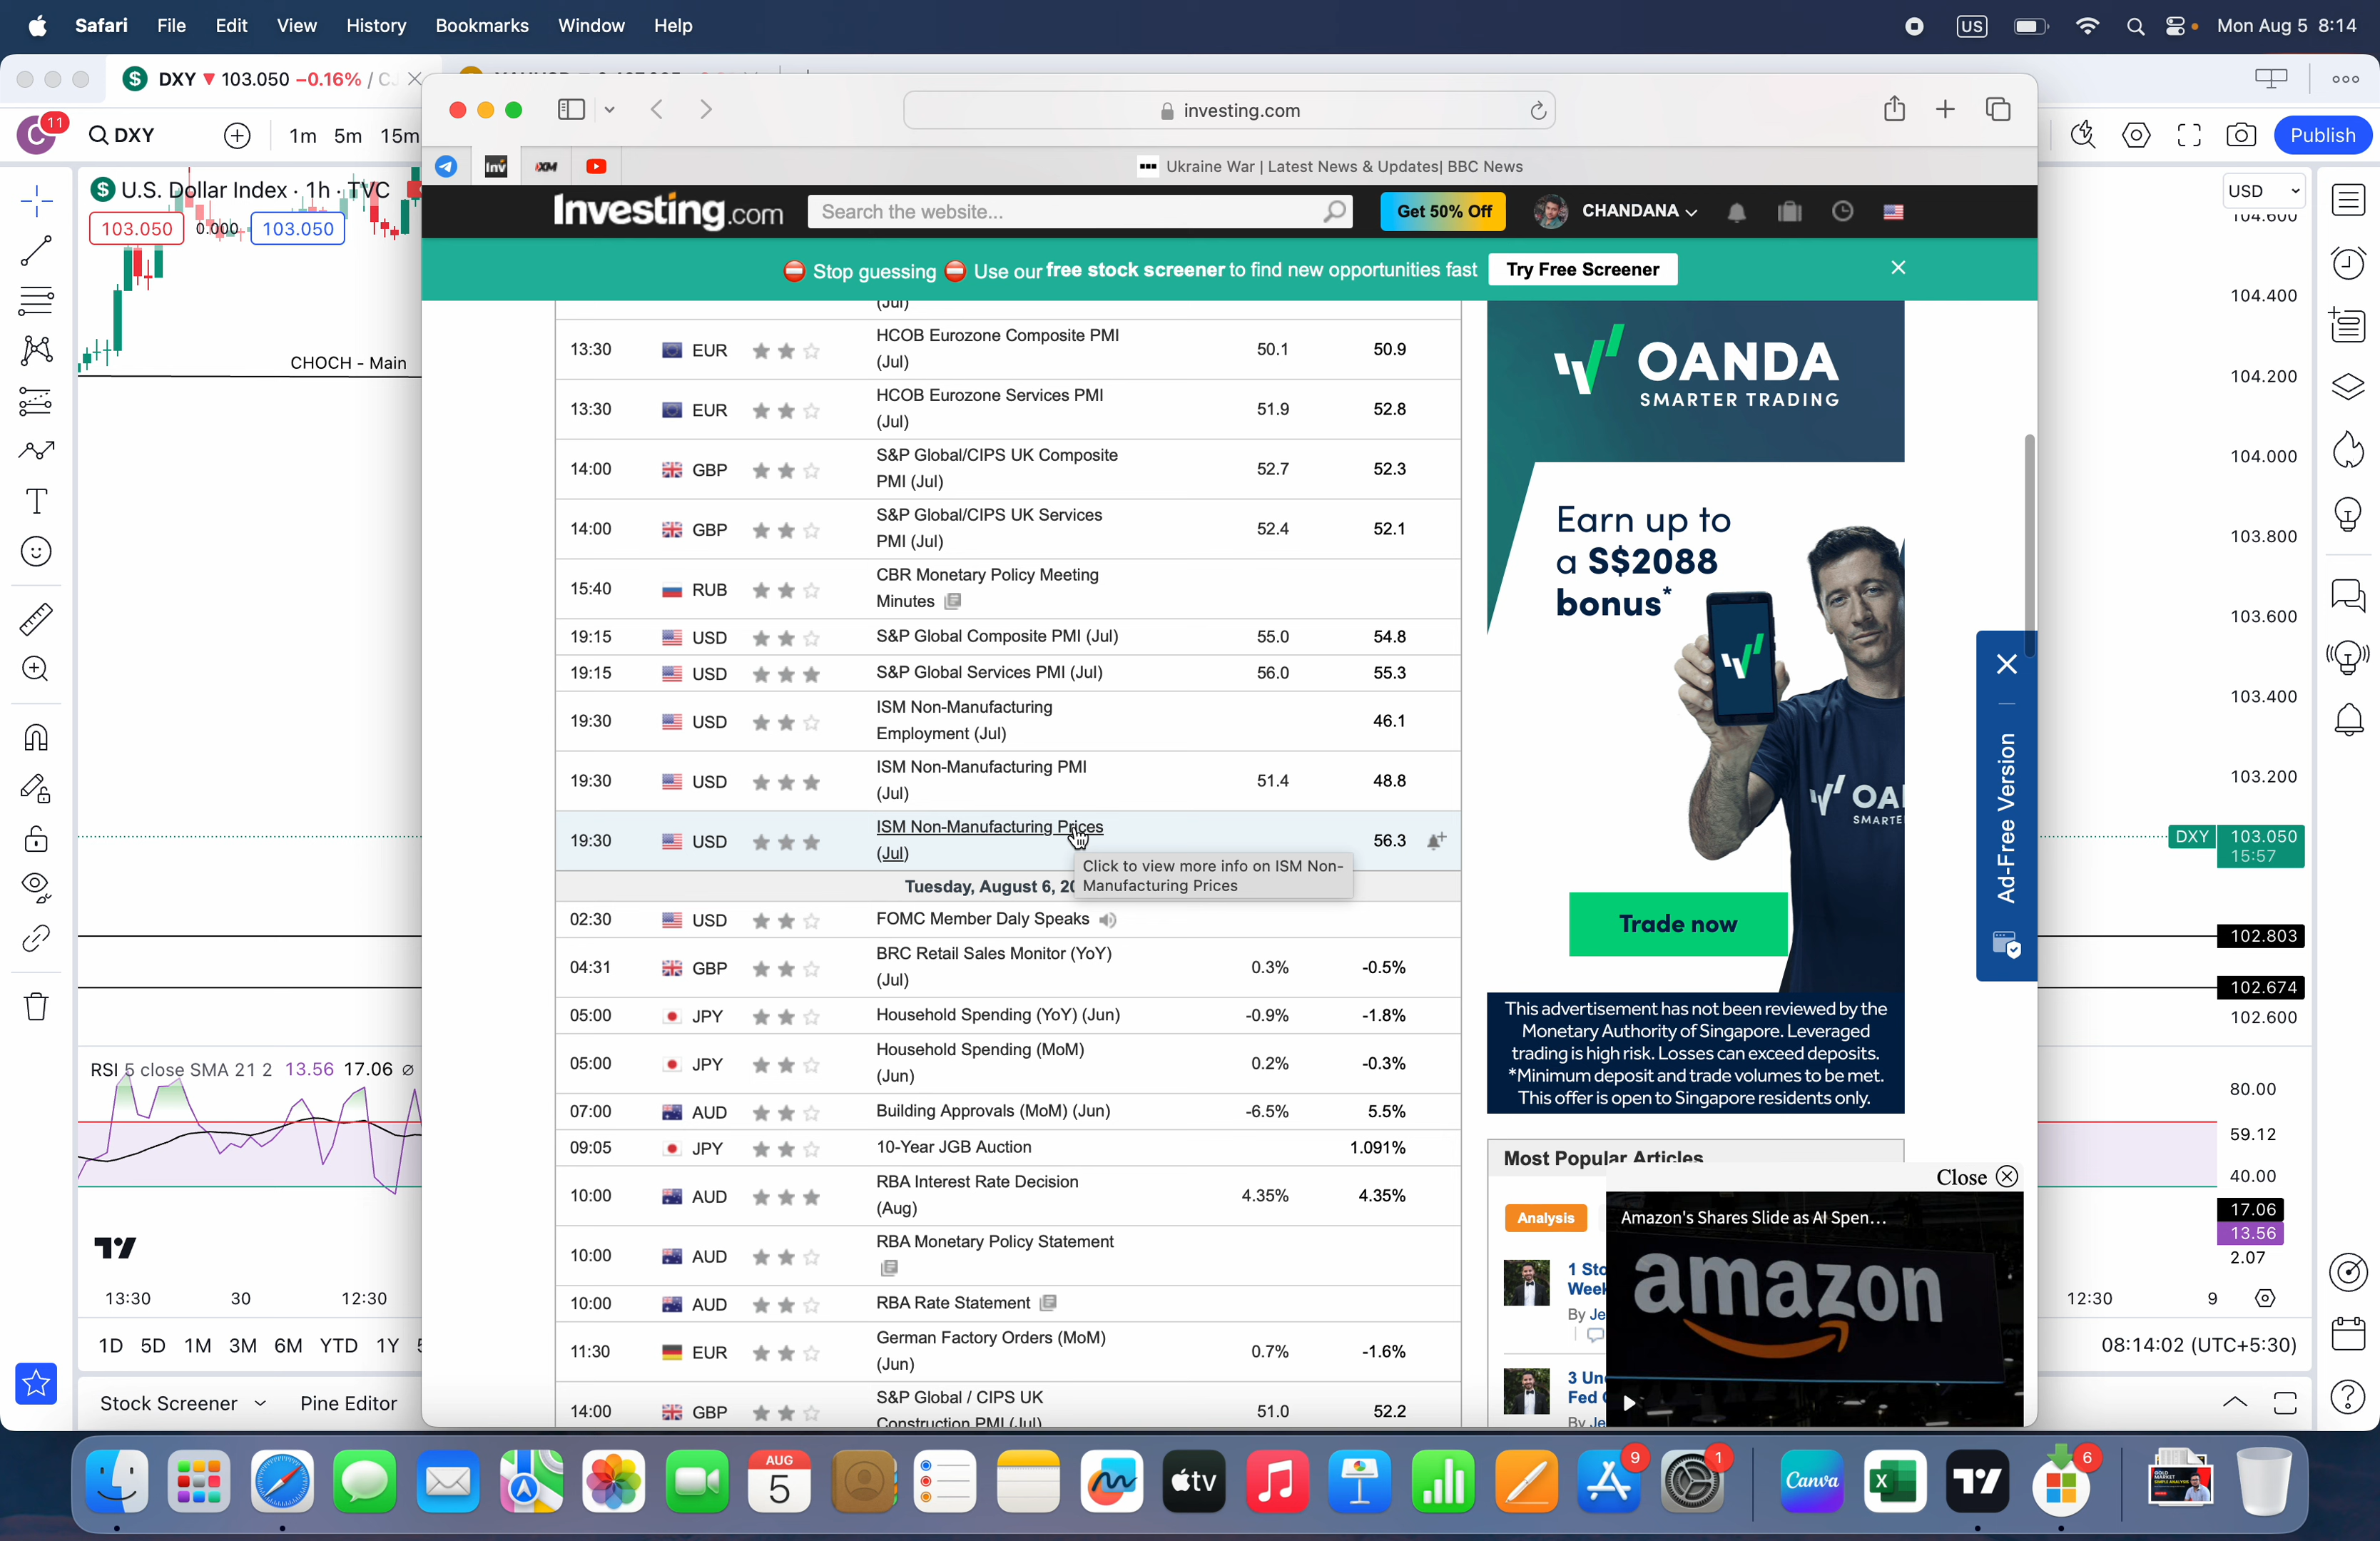 Safari File Edit View History Bookmarks Window Help US Mon Aug 5 8:14
DXY 103.050 −0.16% /
investing.com
C 11 DXY 1m 5m 15m Publish
Inv XM Ukraine War | Latest News & Updates| BBC News
U.S. Dollar Index · 1h · TVC
103.050 0.000 103.050
Investing.com Search the website... Get 50% Off CHANDANA
USD
Stop guessing Use our free stock screener to find new opportunities fast Try Free Screener
104.600
104.400
104.200
104.000
103.800
103.600
103.400
103.200
DXY 103.050
15:57
102.803
102.674
102.600
CHOCH - Main
(Jul)
13:30 EUR HCOB Eurozone Composite PMI 50.1 50.9
(Jul)
13:30 EUR HCOB Eurozone Services PMI 51.9 52.8
(Jul)
14:00 GBP S&P Global/CIPS UK Composite 52.7 52.3
PMI (Jul)
14:00 GBP S&P Global/CIPS UK Services 52.4 52.1
PMI (Jul)
15:40 RUB CBR Monetary Policy Meeting
Minutes
19:15 USD S&P Global Composite PMI (Jul) 55.0 54.8
19:15 USD S&P Global Services PMI (Jul) 56.0 55.3
19:30 USD ISM Non-Manufacturing 46.1
Employment (Jul)
19:30 USD ISM Non-Manufacturing PMI 51.4 48.8
(Jul)
19:30 USD ISM Non-Manufacturing Prices 56.3
(Jul)
Click to view more info on ISM Non-
Manufacturing Prices
Tuesday, August 6,
02:30 USD FOMC Member Daly Speaks
04:31 GBP BRC Retail Sales Monitor (YoY) 0.3% -0.5%
(Jul)
05:00 JPY Household Spending (YoY) (Jun) -0.9% -1.8%
05:00 JPY Household Spending (MoM) 0.2% -0.3%
(Jun)
07:00 AUD Building Approvals (MoM) (Jun) -6.5% 5.5%
09:05 JPY 10-Year JGB Auction 1.091%
10:00 AUD RBA Interest Rate Decision 4.35% 4.35%
(Aug)
10:00 AUD RBA Monetary Policy Statement
10:00 AUD RBA Rate Statement
11:30 EUR German Factory Orders (MoM) 0.7% -1.6%
(Jun)
14:00 GBP S&P Global / CIPS UK 51.0 52.2
Construction PMI (Jul)
OANDA
SMARTER TRADING
Earn up to
a S$2088
bonus*
OA
SMARTE
Trade now
This advertisement has not been reviewed by the
Monetary Authority of Singapore. Leveraged
trading is high risk. Losses can exceed deposits.
*Minimum deposit and trade volumes to be met.
This offer is open to Singapore residents only.
Ad-Free Version
Most Popular Articles
Close
Analysis
Amazon's Shares Slide as AI Spen...
amazon
1
Week
By
3
Fed
By
RSI 5 close SMA 21 2 13.56 17.06 ∅
80.00
59.12
40.00
17.06
13.56
2.07
13:30 30 12:30
12:30 9
1D 5D 1M 3M 6M YTD 1Y
08:14:02 (UTC+5:30)
Stock Screener Pine Editor
AUG
5
tv
9
1
Canva
X
6